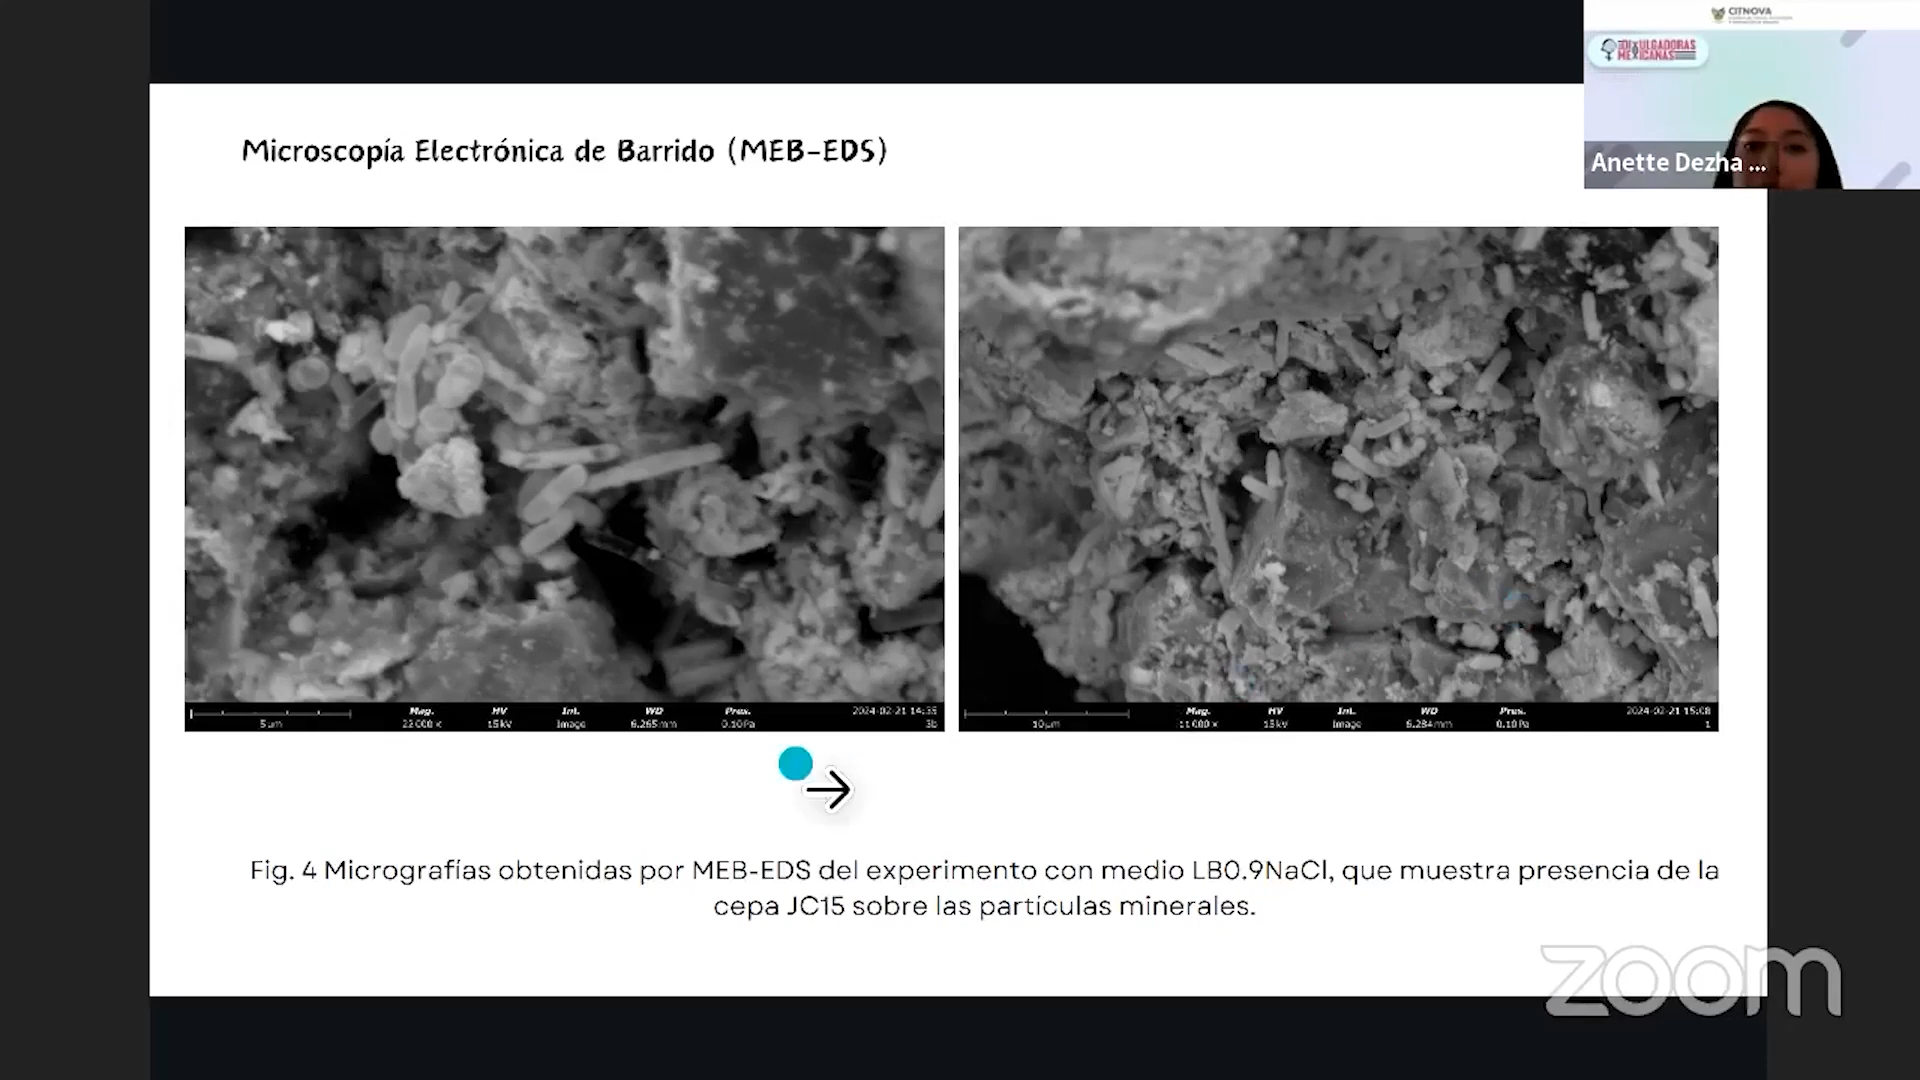 CITNOVA
DIVULGADORAS
MEXICANAS
Anette Dezha ...
Microscopía Electrónica de Barrido (MEB-EDS)
5 µm
Mag. HV Int. WD Pres. 2024-02-21 14:35
22 000 x 15 kV Image 6.265 mm 0.10 Pa 3b
10 µm
Mag. HV Int. WD Pres. 2024-02-21 15:08
11 000 x 15 kV Image 6.284 mm 0.10 Pa 1
Fig. 4 Micrografías obtenidas por MEB-EDS del experimento con medio LB0.9NaCl, que muestra presencia de la
cepa JC15 sobre las partículas minerales.
zoom